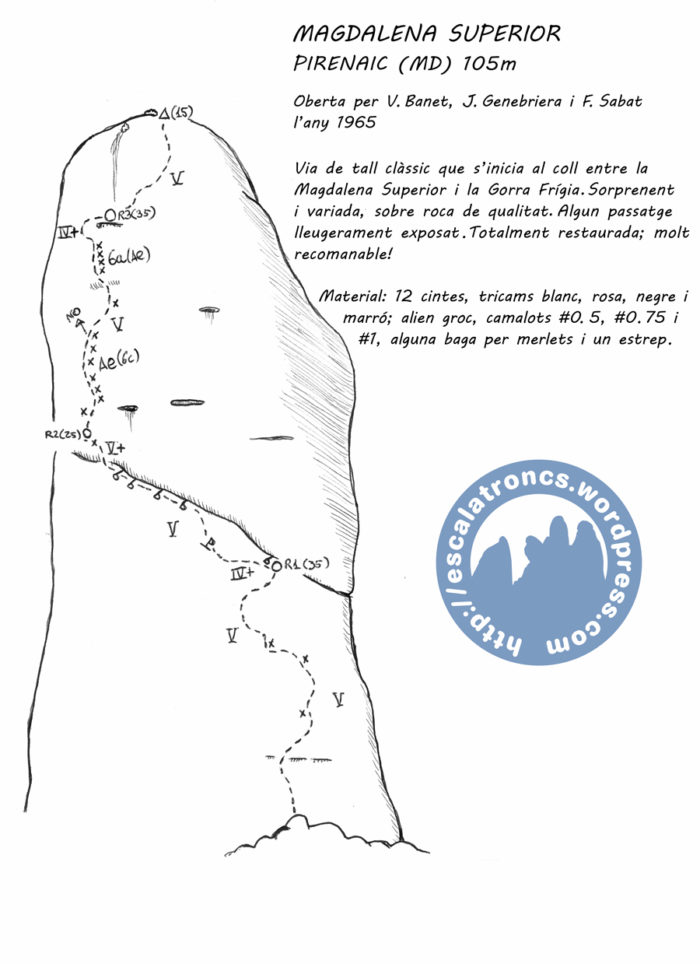 MAGDALENA SUPERIOR
PIRENAIC (MD) 105m
Oberta per V. Banet, J. Genebriera i F. Sabat
l'any 1965
Via de tall clàssic que s'inicia al coll entre la
Magdalena Superior i la Gorra Frígia. Sorprenent
i variada, sobre roca de qualitat. Algun passatge
lleugerament exposat. Totalment restaurada; molt
recomanable!
Material: 12 cintes, tricams blanc, rosa, negre i
marró; alien groc, camalots #0.5, #0.75 i
#1, alguna baga per merlets i un estrep.
Δ(15)
V
R3(35)
IV+
6a(Ae)
NO
V
Ae(6c)
R2(25)
V+
V
R1(35)
IV+
V
V
http://escalatroncs.wordpress.com